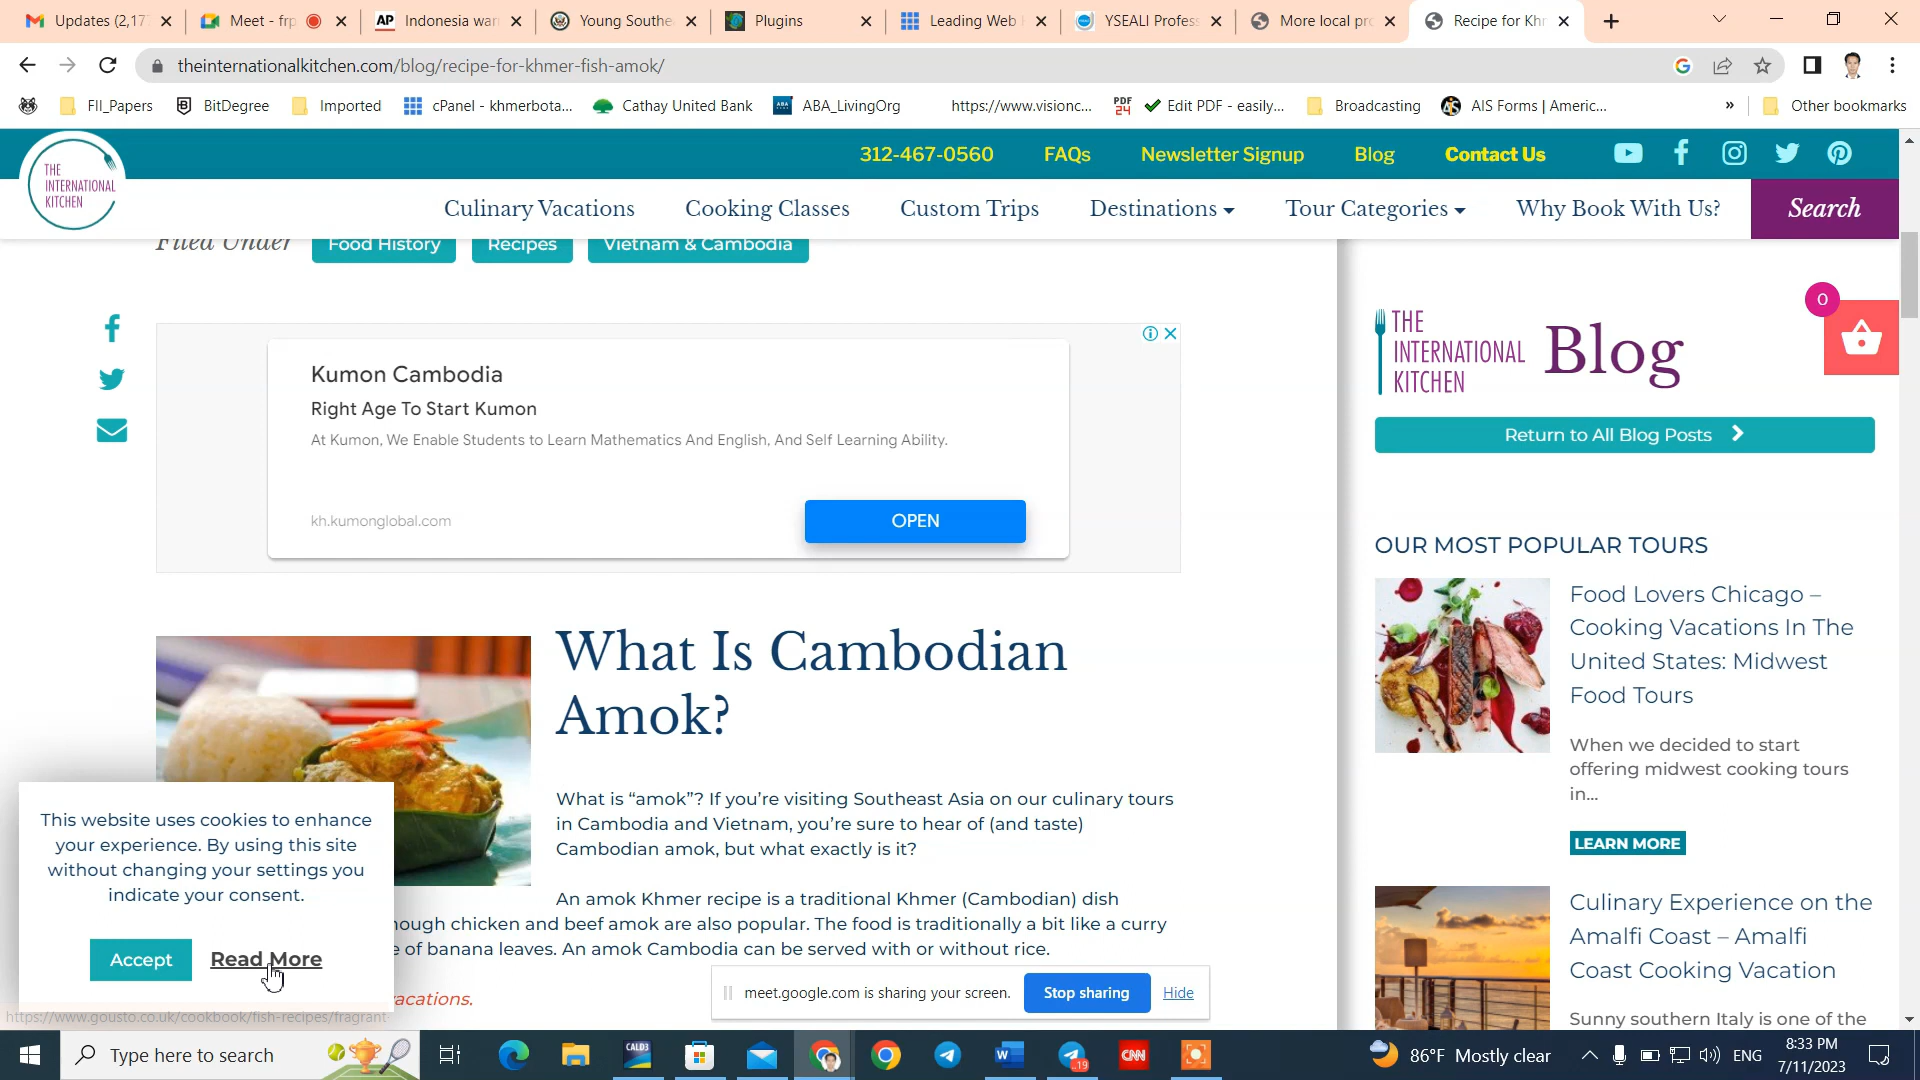 Updates (2,17
Meet - frp
Indonesia war
Young Southe
Plugins
Leading Web
YSEALI Profess
More local pro
Recipe for Khm
theinternationalkitchen.com/blog/recipe-for-khmer-fish-amok/
FII_Papers
BitDegree
Imported
cPanel - khmerbota...
Cathay United Bank
ABA_LivingOrg
https://www.visionc...
PDF 24
Edit PDF - easily...
Broadcasting
AIS Forms | Americ...
»
Other bookmarks
312-467-0560
FAQs
Newsletter Signup
Blog
Contact Us
THE
INTERNATIONAL
KITCHEN
Culinary Vacations
Cooking Classes
Custom Trips
Destinations
Tour Categories
Why Book With Us?
Search
Filed Under
Food History
Recipes
Vietnam & Cambodia
Kumon Cambodia
Right Age To Start Kumon
At Kumon, We Enable Students to Learn Mathematics And English, And Self Learning Ability.
kh.kumonglobal.com
OPEN
What Is Cambodian
Amok?
What is “amok”? If you’re visiting Southeast Asia on our culinary tours
in Cambodia and Vietnam, you’re sure to hear of (and taste)
Cambodian amok, but what exactly is it?
An amok Khmer recipe is a traditional Khmer (Cambodian) dish
hough chicken and beef amok are also popular. The food is traditionally a bit like a curry
e of banana leaves. An amok Cambodia can be served with or without rice.
vacations.
This website uses cookies to enhance
your experience. By using this site
without changing your settings you
indicate your consent.
Accept
Read More
https://www.gousto.co.uk/cookbook/fish-recipes/fragrant-
meet.google.com is sharing your screen.
Stop sharing
Hide
0
THE
INTERNATIONAL
KITCHEN
Blog
Return to All Blog Posts
OUR MOST POPULAR TOURS
Food Lovers Chicago –
Cooking Vacations In The
United States: Midwest
Food Tours
When we decided to start
offering midwest cooking tours
in...
LEARN MORE
Culinary Experience on the
Amalfi Coast – Amalfi
Coast Cooking Vacation
Sunny southern Italy is one of the
Type here to search
CALD3
19
CNN
86°F Mostly clear
ENG
8:33 PM
7/11/2023